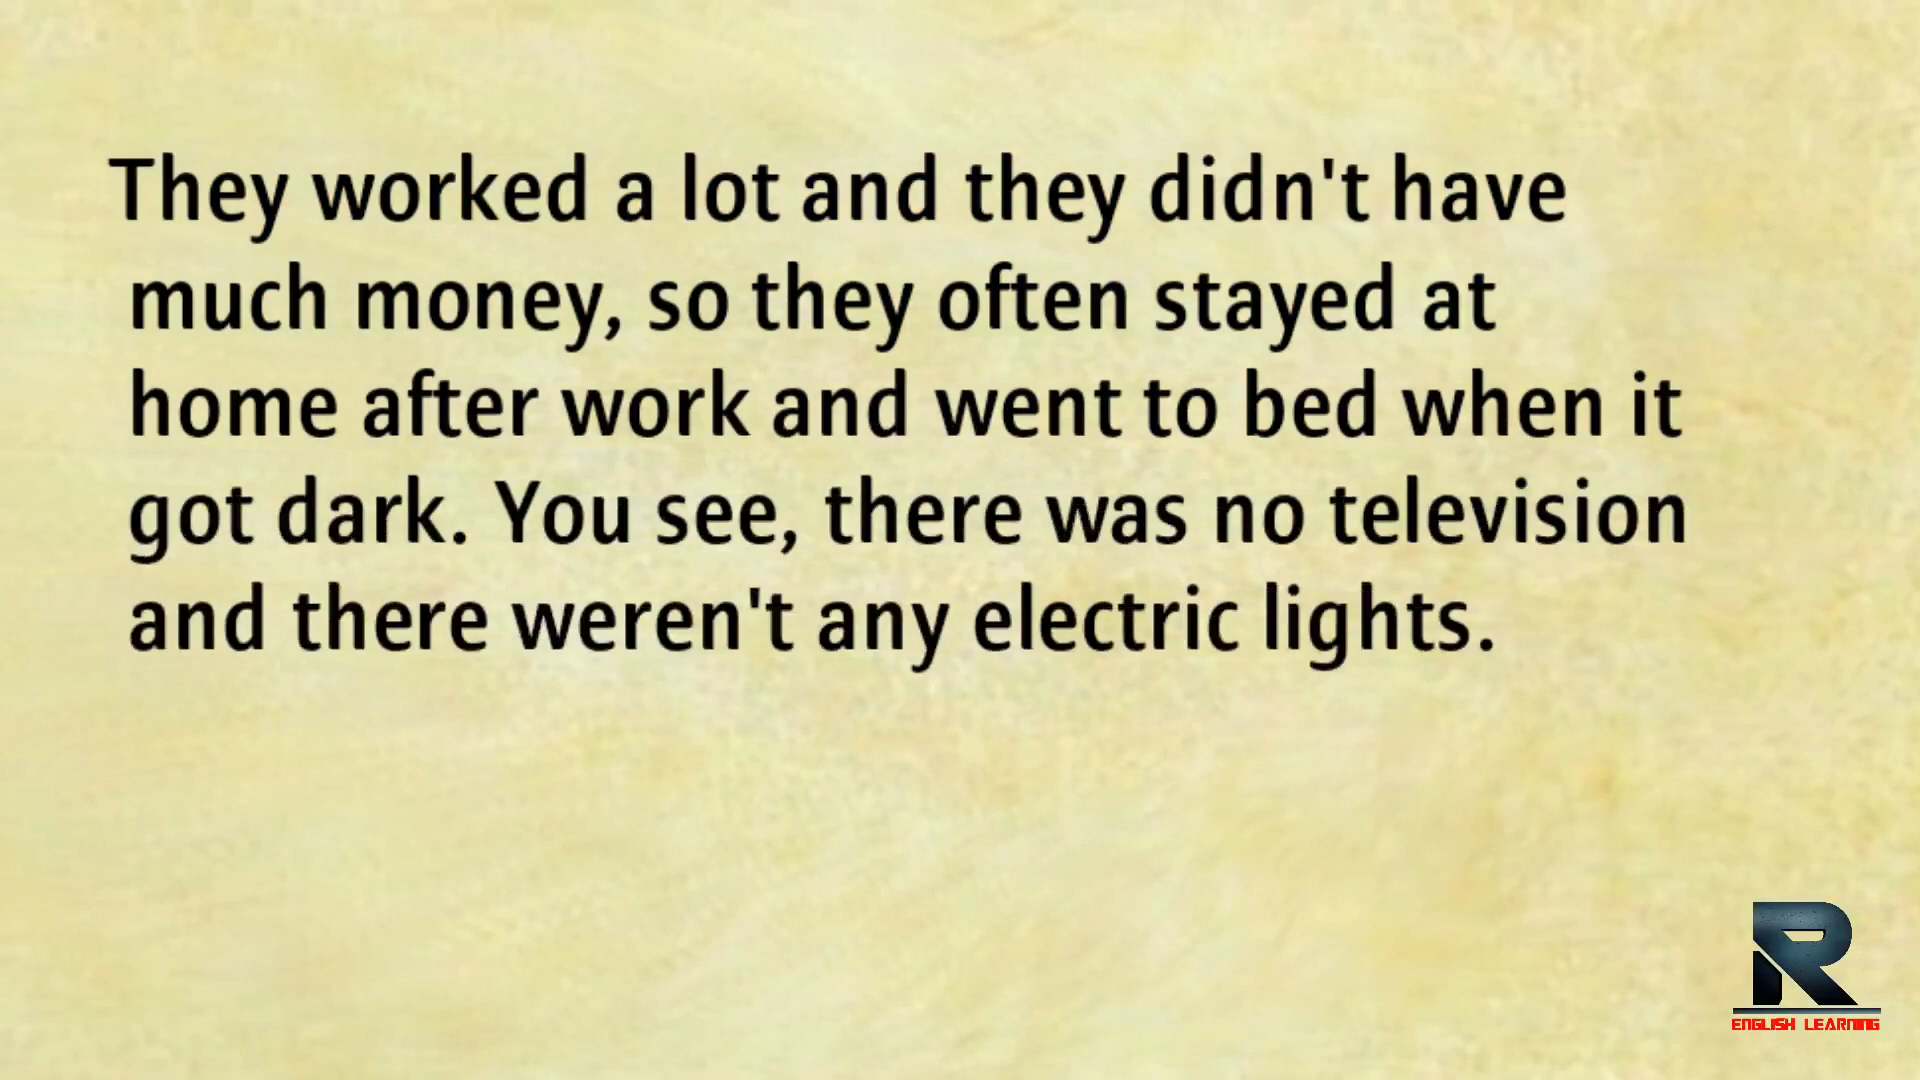 They worked a lot and they didn't have
much money, so they often stayed at
home after work and went to bed when it
got dark. You see, there was no television
and there weren't any electric lights.
R
ENGLISH LEARNING